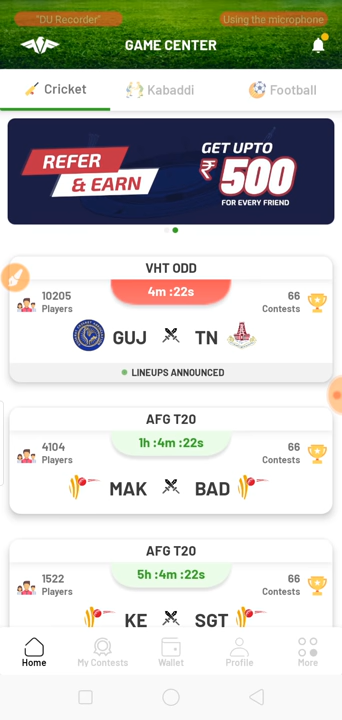 "DU Recorder"
Using the microphone
GAME CENTER
Cricket
Kabaddi
Football
REFER
& EARN
GET UPTO
₹500
FOR EVERY FRIEND
VHT ODD
4m :22s
10205
Players
66
Contests
GUJ
TN
LINEUPS ANNOUNCED
AFG T20
1h :4m :22s
4104
Players
66
Contests
MAK
BAD
AFG T20
5h :4m :22s
1522
Players
66
Contests
KE
SGT
Home
My Contests
Wallet
Profile
More